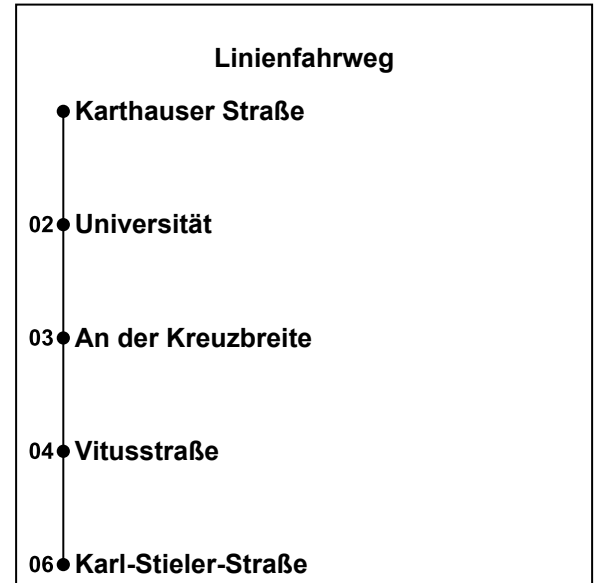 Linienfahrweg
Karthauser Straße
02 Universität
03 An der Kreuzbreite
04 Vitusstraße
06 Karl-Stieler-Straße